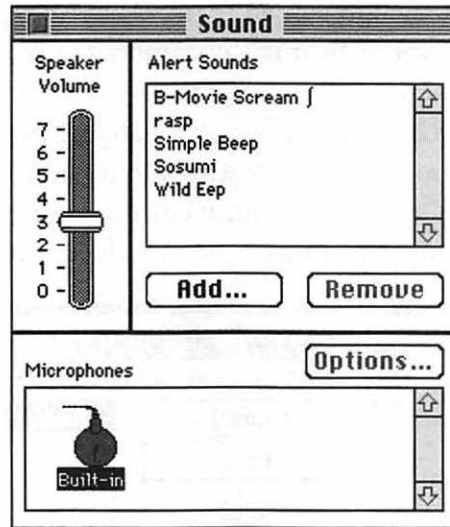 Sound
Speaker
Volume
7
6
5
4
3
2
1
0
Alert Sounds
B-Movie Scream ∫
rasp
Simple Beep
Sosumi
Wild Eep
Add...
Remove
Options...
Microphones
Built-in